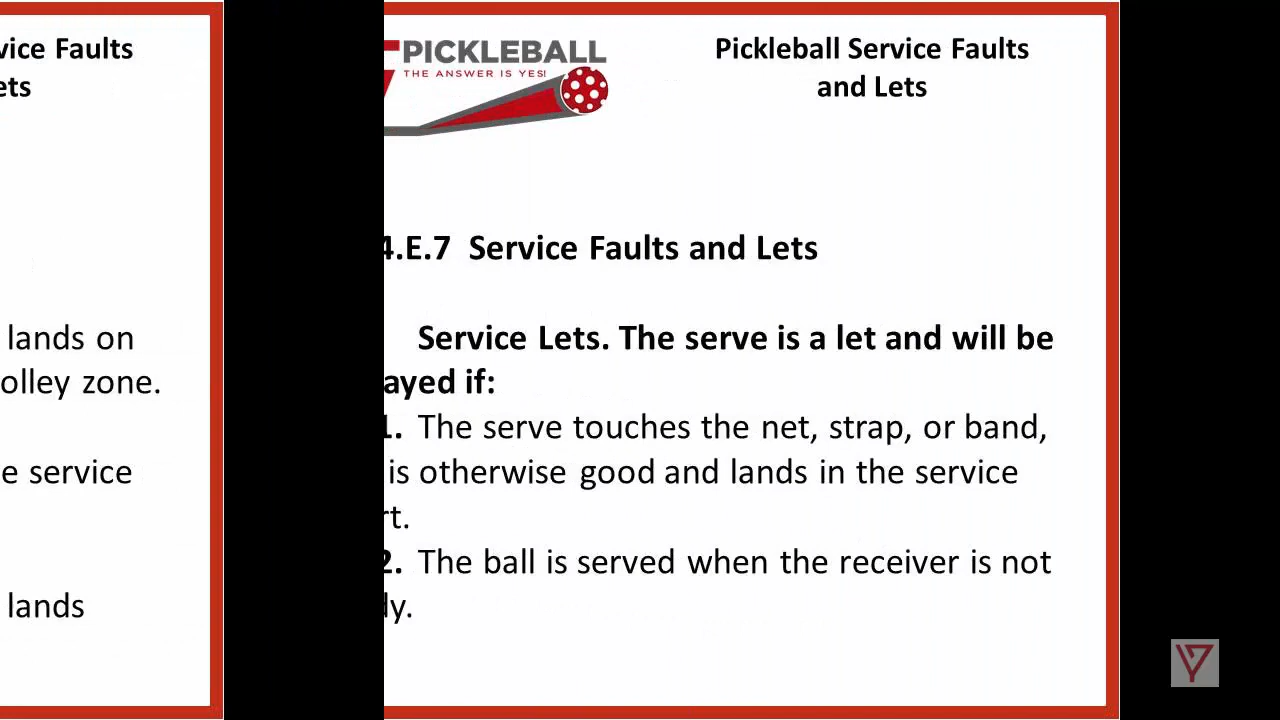 vice Faults
ets
lands on
olley zone.
e service
lands
PICKLEBALL
THE ANSWER IS YES!
Pickleball Service Faults
and Lets
4.E.7 Service Faults and Lets
Service Lets. The serve is a let and will be
ayed if:
1. The serve touches the net, strap, or band,
is otherwise good and lands in the service
rt.
2. The ball is served when the receiver is not
dy.